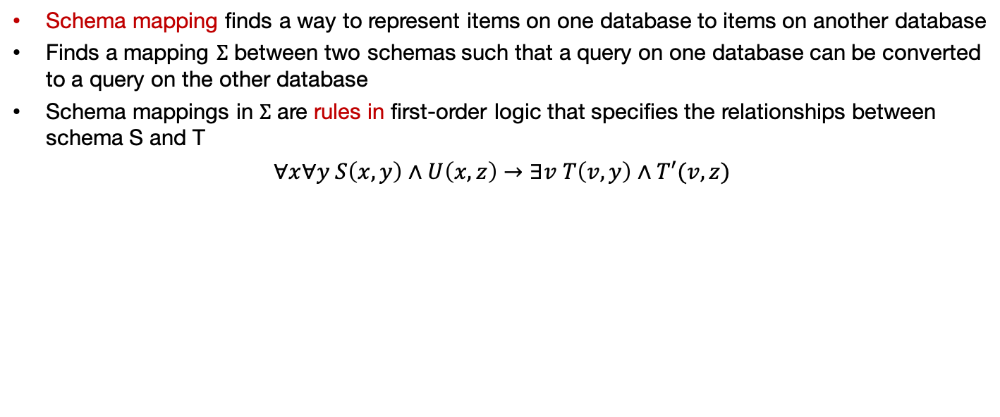 • Schema mapping finds a way to represent items on one database to items on another database
• Finds a mapping Σ between two schemas such that a query on one database can be converted
to a query on the other database
• Schema mappings in Σ are rules in first-order logic that specifies the relationships between
schema S and T
∀x∀y S(x, y) ∧ U(x, z) → ∃v T(v, y) ∧ T′(v, z)